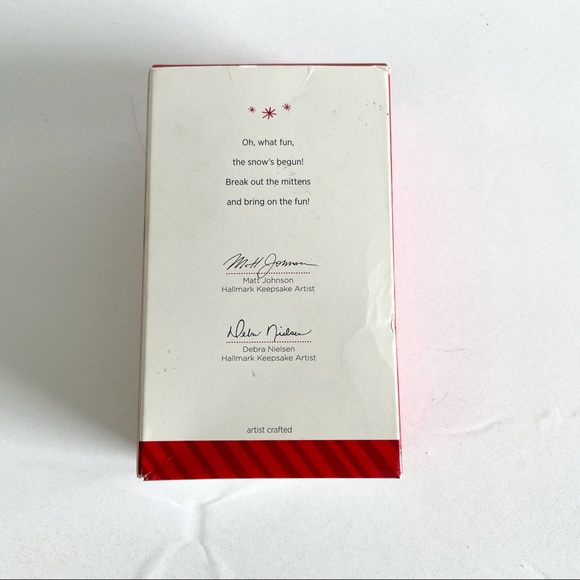 Oh, what fun,
the snow's begun!
Break out the mittens
and bring on the fun!
Matt Johnson
Matt Johnson
Hallmark Keepsake Artist
Debra Nielsen
Debra Nielsen
Hallmark Keepsake Artist
artist crafted